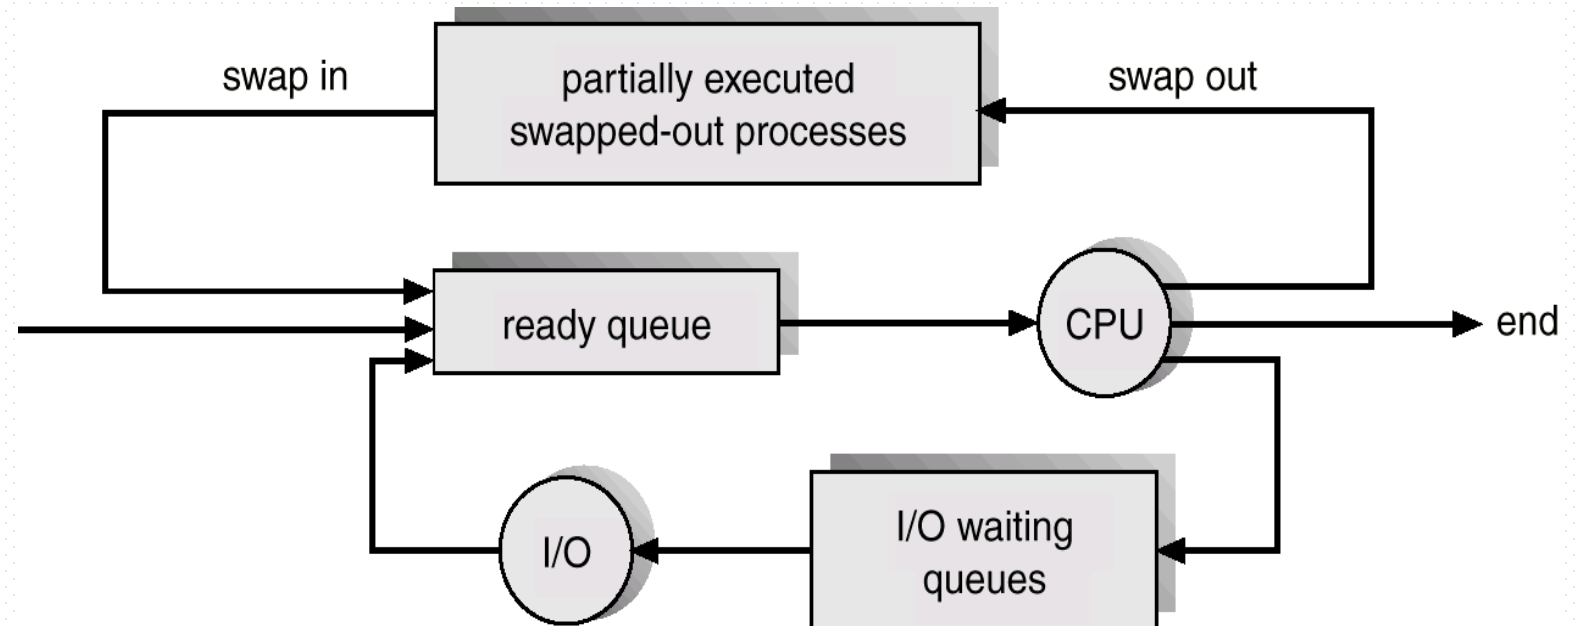 swap in
partially executed
swapped-out processes
swap out
ready queue
CPU
end
I/O
I/O waiting
queues